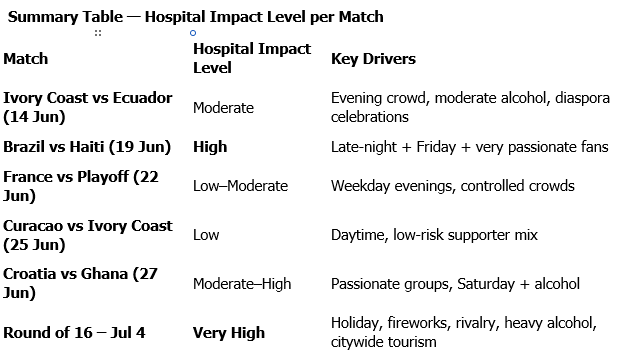 Summary Table — Hospital Impact Level per Match
Match
Hospital Impact
Level
Key Drivers
Ivory Coast vs Ecuador
(14 Jun)
Moderate
Evening crowd, moderate alcohol, diaspora
celebrations
Brazil vs Haiti (19 Jun)
High
Late-night + Friday + very passionate fans
France vs Playoff (22
Jun)
Low–Moderate
Weekday evenings, controlled crowds
Curacao vs Ivory Coast
(25 Jun)
Low
Daytime, low-risk supporter mix
Croatia vs Ghana (27
Jun)
Moderate–High
Passionate groups, Saturday + alcohol
Round of 16 – Jul 4
Very High
Holiday, fireworks, rivalry, heavy alcohol,
citywide tourism